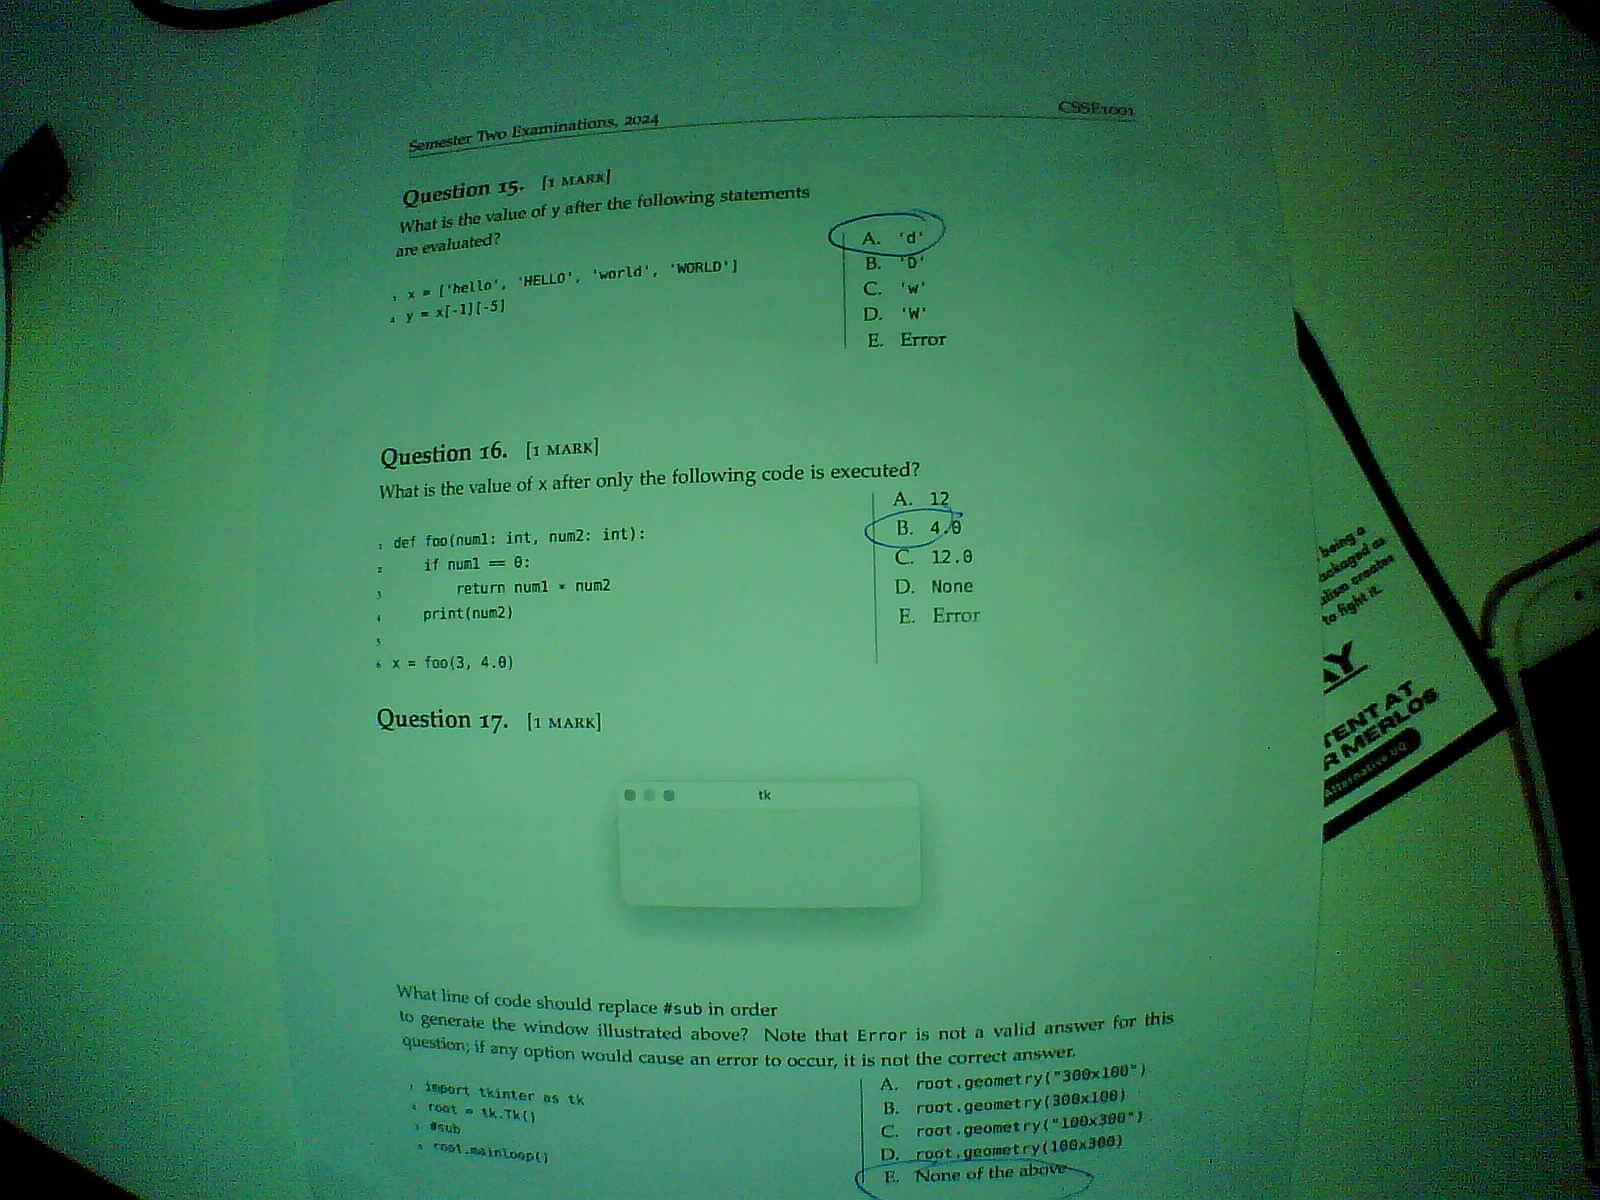 Semester Two Examinations, 2024
CSSE1001
Question 15. [1 MARK]
What is the value of y after the following statements
are evaluated?
1 x = ['hello', 'HELLO', 'world', 'WORLD']
2 y = x[-1][-5]
A. 'd'
B. 'D'
C. 'w'
D. 'W'
E. Error
Question 16. [1 MARK]
What is the value of x after only the following code is executed?
1 def foo(num1: int, num2: int):
2 if num1 == 0:
3 return num1 * num2
4 print(num2)
5
6 x = foo(3, 4.0)
A. 12
B. 4.0
C. 12.0
D. None
E. Error
Question 17. [1 MARK]
tk
What line of code should replace #sub in order
to generate the window illustrated above? Note that Error is not a valid answer for this
question; if any option would cause an error to occur, it is not the correct answer.
1 import tkinter as tk
2 root = tk.Tk()
3 #sub
4 root.mainloop()
A. root.geometry("300x100")
B. root.geometry(300x100)
C. root.geometry("100x300")
D. root.geometry(100x300)
E. None of the above
being a
ackaged as
alism creates
to fight it.
AY
TENT AT
R MERLOS
Alternative UQ